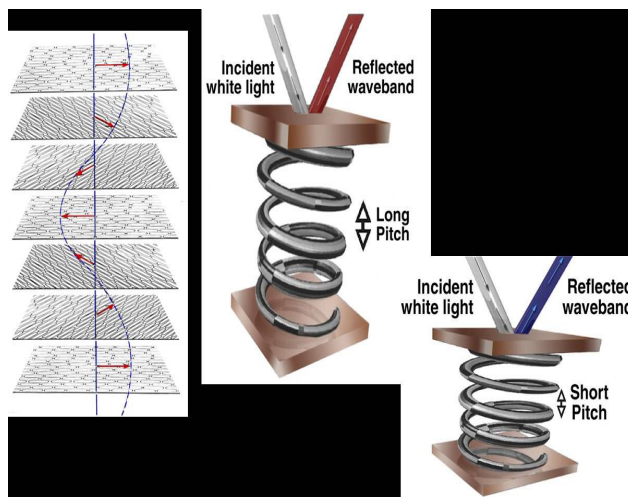 Incident
white light
Reflected
waveband
Long
Pitch
Incident
white light
Reflected
waveband
Short
Pitch